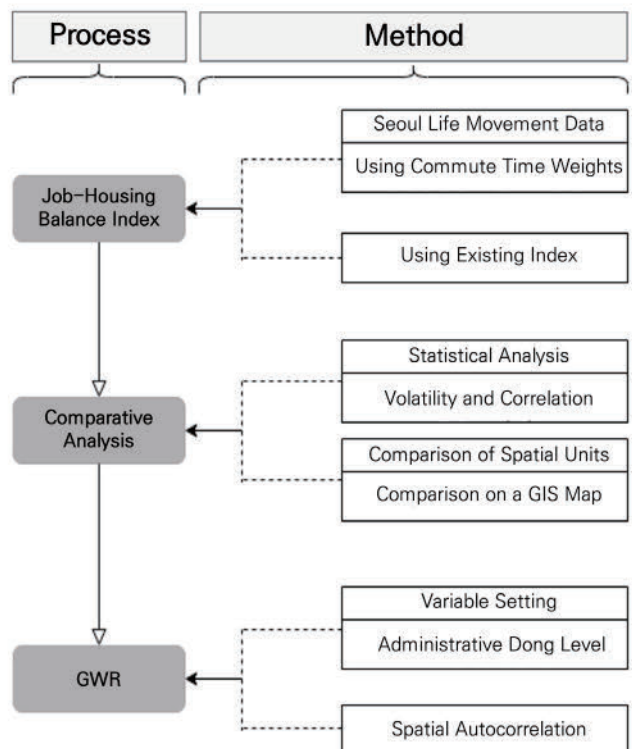 Process
Method
Seoul Life Movement Data
Using Commute Time Weights
Job-Housing
Balance Index
Using Existing Index
Statistical Analysis
Volatility and Correlation
Comparative
Analysis
Comparison of Spatial Units
Comparison on a GIS Map
Variable Setting
Administrative Dong Level
GWR
Spatial Autocorrelation